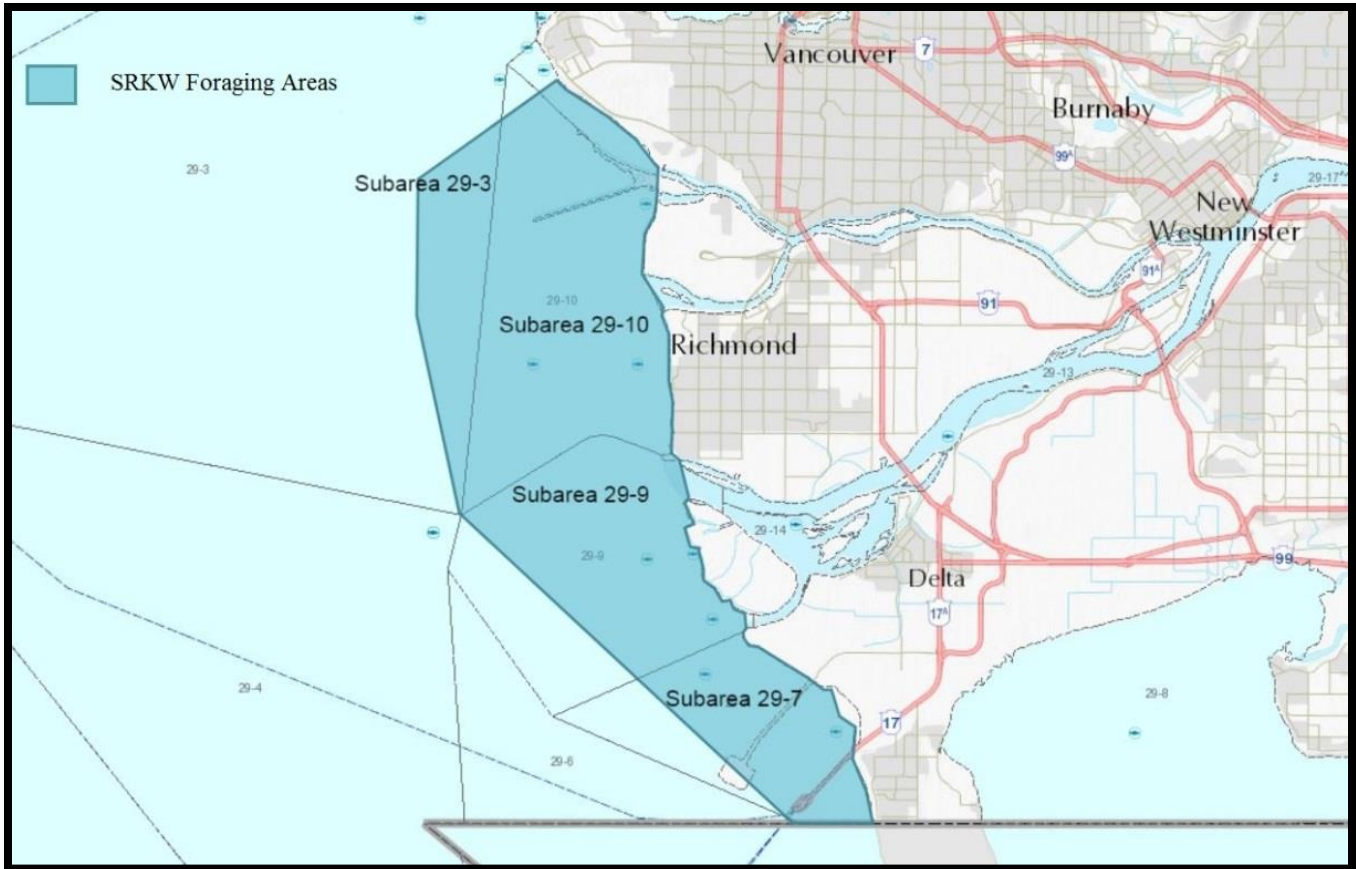 Vancouver
7
SRKW Foraging Areas
Burnaby
99A
29-3
Subarea 29-3
29-17
New
Westminster
91A
29-10
91
Subarea 29-10
Richmond
29-13
Subarea 29-9
29-14
29-9
99
Delta
17A
29-4
Subarea 29-7
29-8
17
29-6